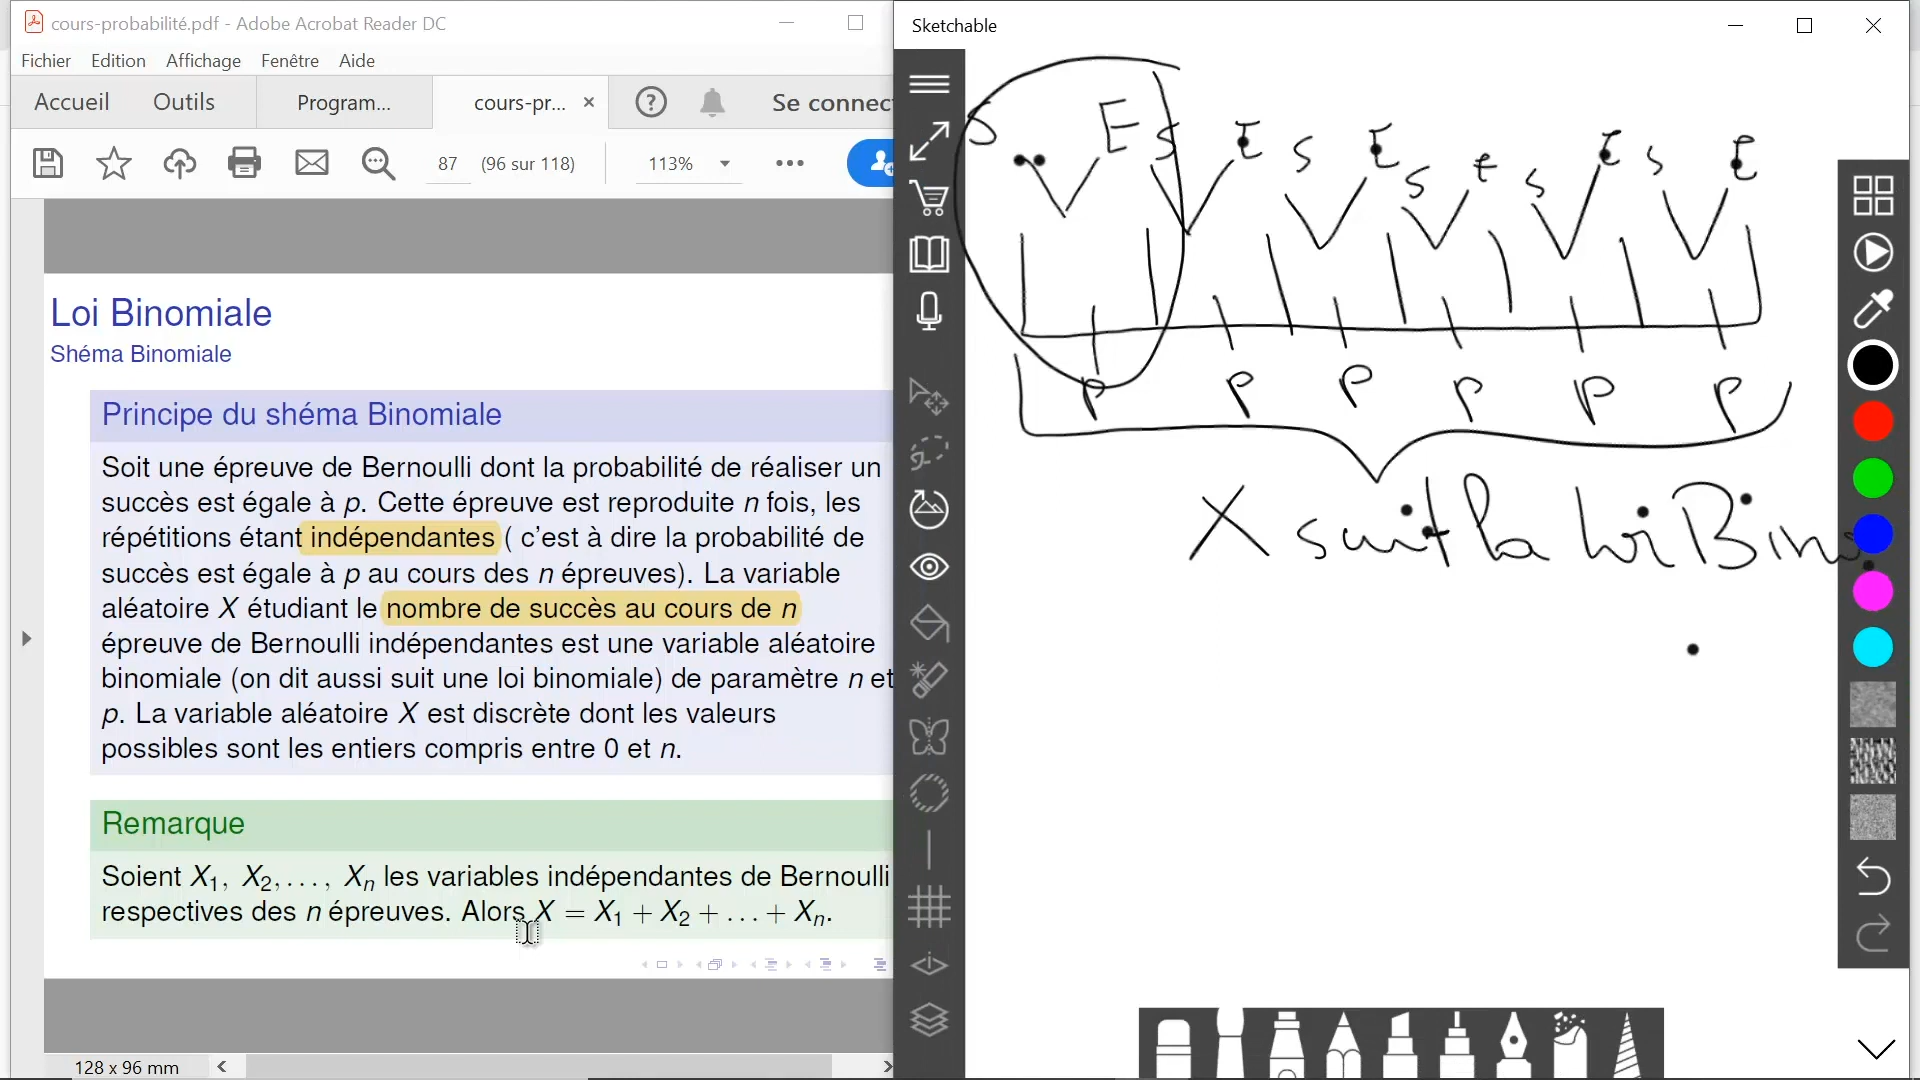 cours-probabilité.pdf - Adobe Acrobat Reader DC
Fichier Edition Affichage Fenêtre Aide
Accueil Outils Program... cours-pr... × ? Se connec
87 (96 sur 118) 113%
Loi Binomiale
Shéma Binomiale
Principe du shéma Binomiale
Soit une épreuve de Bernoulli dont la probabilité de réaliser un
succès est égale à p. Cette épreuve est reproduite n fois, les
répétitions étant indépendantes ( c'est à dire la probabilité de
succès est égale à p au cours des n épreuves). La variable
aléatoire X étudiant le nombre de succès au cours de n
épreuve de Bernoulli indépendantes est une variable aléatoire
binomiale (on dit aussi suit une loi binomiale) de paramètre n et
p. La variable aléatoire X est discrète dont les valeurs
possibles sont les entiers compris entre 0 et n.
Remarque
Soient X₁, X₂,..., Xₙ les variables indépendantes de Bernoulli
respectives des n épreuves. Alors X = X₁ + X₂ + ... + Xₙ.
128 x 96 mm
Sketchable
S E S E S E S E S E S E
P P P P P P
X suit la loi Bino